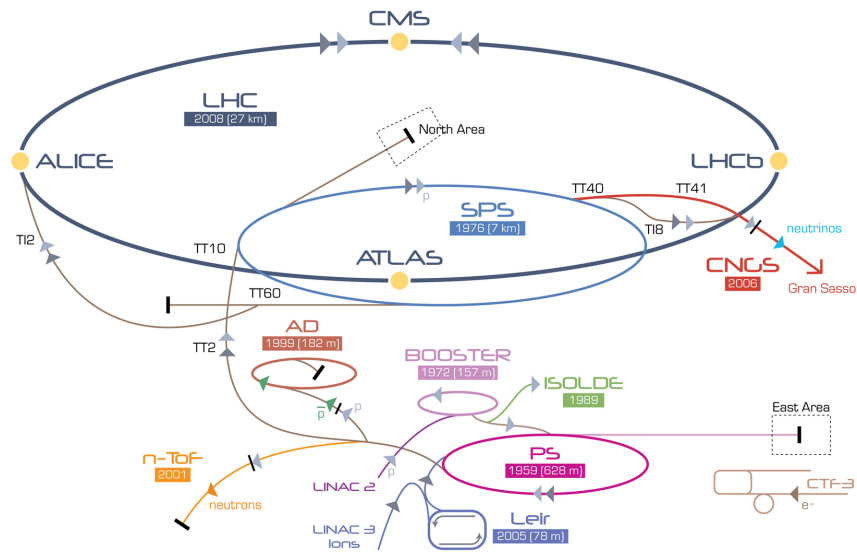 CMS
LHC
2008 (27 km)
North Area
ALICE
LHCb
TT40
TT41
p
SPS
1976 (7 km)
TI2
TT10
TI8
neutrinos
ATLAS
CNGS
2006
Gran Sasso
TT60
AD
1999 (182 m)
TT2
BOOSTER
1972 (157 m)
ISOLDE
1989
p̅
p
East Area
n-ToF
2001
p
PS
1959 (628 m)
LINAC 2
neutrons
CTF-3
e-
LINAC 3
Ions
Leir
2005 (78 m)